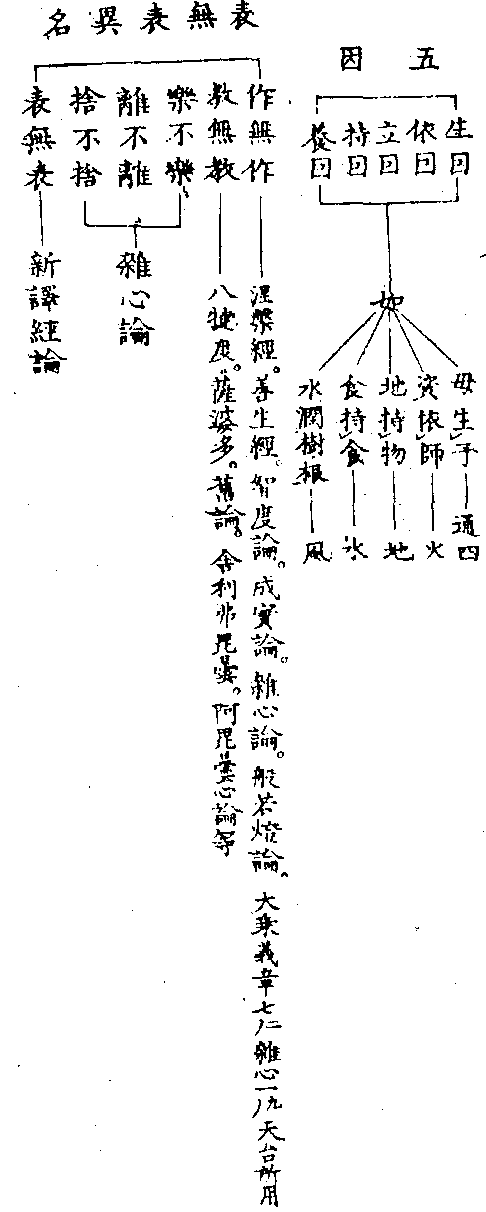 五因
生因
依因
立因
持因
養因
如
母生子
資依師
地持物
食持食
水潤樹根
通四
火
地
水
風
表無表異名
作無作
教無教
樂不樂
離不離
捨不捨
表無表
涅槃經。善生經。智度論。成實論。雜心論。般若燈論。大乘義章七ノ二雜心一ノ九天台所用
八犍度。薩婆多。舊論。舍利弗毘曇。阿毘曇心論等
雜心論
新譯經論